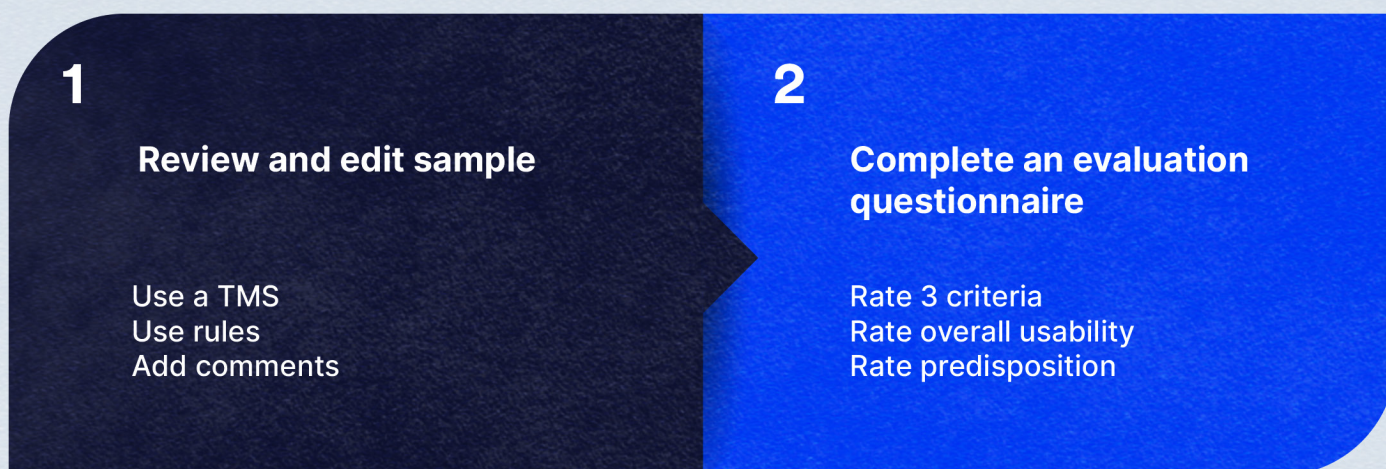 1
Review and edit sample
Use a TMS
Use rules
Add comments
2
Complete an evaluation
questionnaire
Rate 3 criteria
Rate overall usability
Rate predisposition